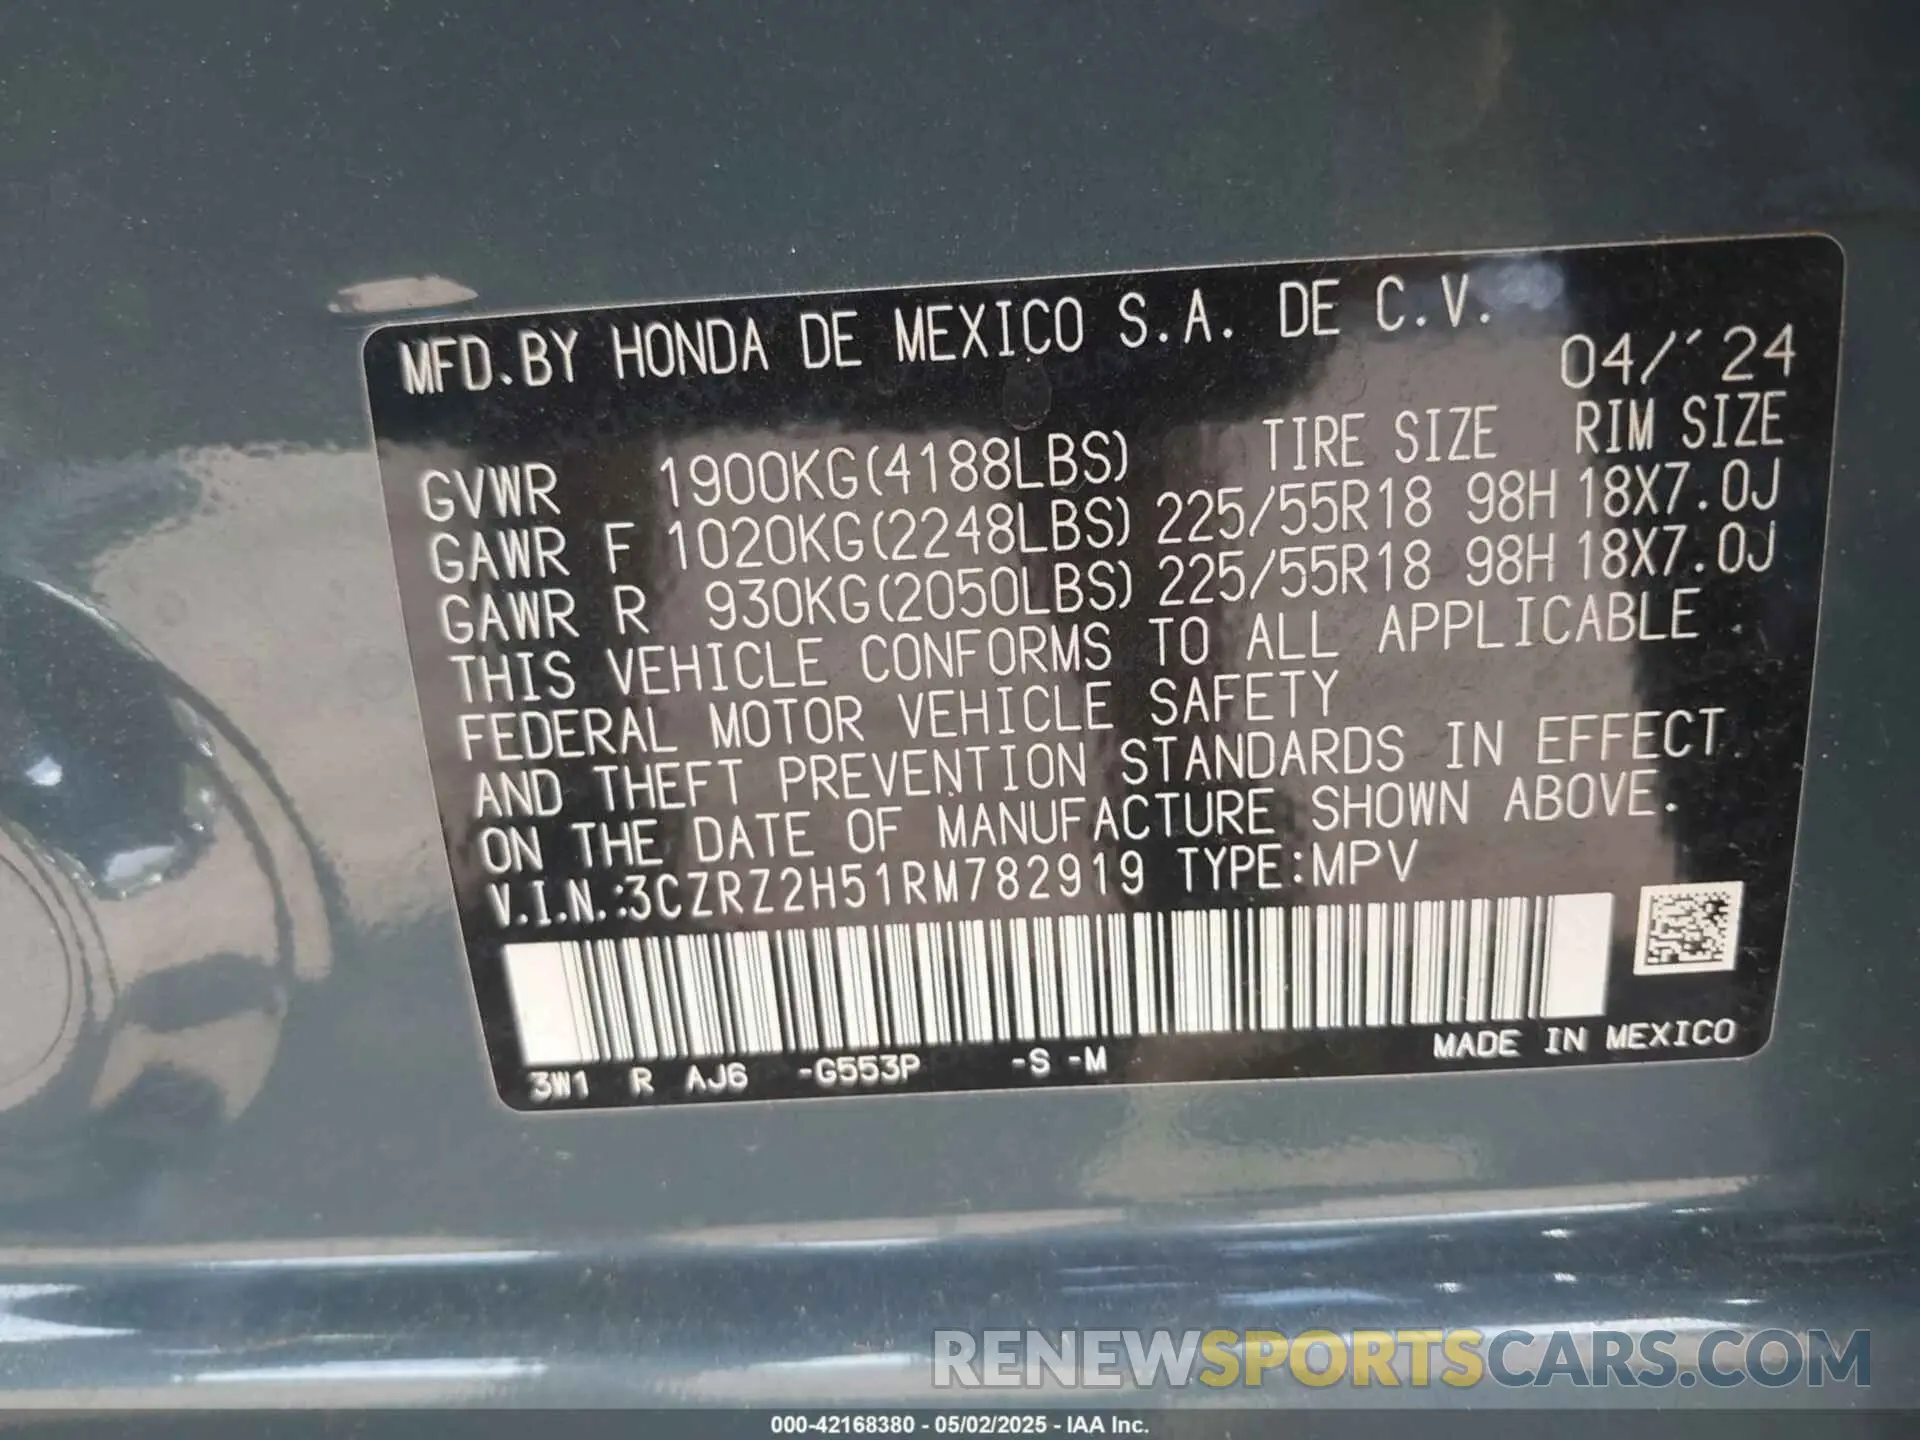 MFD.BY HONDA DE MEXICO S.A. DE C.V.
04/'24
TIRE SIZE RIM SIZE
GVWR 1900KG(4188LBS)
GAWR F 1020KG(2248LBS) 225/55R18 98H 18X7.0J
GAWR R 930KG(2050LBS) 225/55R18 98H 18X7.0J
THIS VEHICLE CONFORMS TO ALL APPLICABLE
FEDERAL MOTOR VEHICLE SAFETY
AND THEFT PREVENTION STANDARDS IN EFFECT
ON THE DATE OF MANUFACTURE SHOWN ABOVE.
V.I.N.:3CZRZ2H51RM782919 TYPE:MPV
3W1 R AJ6 -G553P -S -M
MADE IN MEXICO
RENEWSPORTSCARS.COM
000-42168380 - 05/02/2025 - IAA Inc.